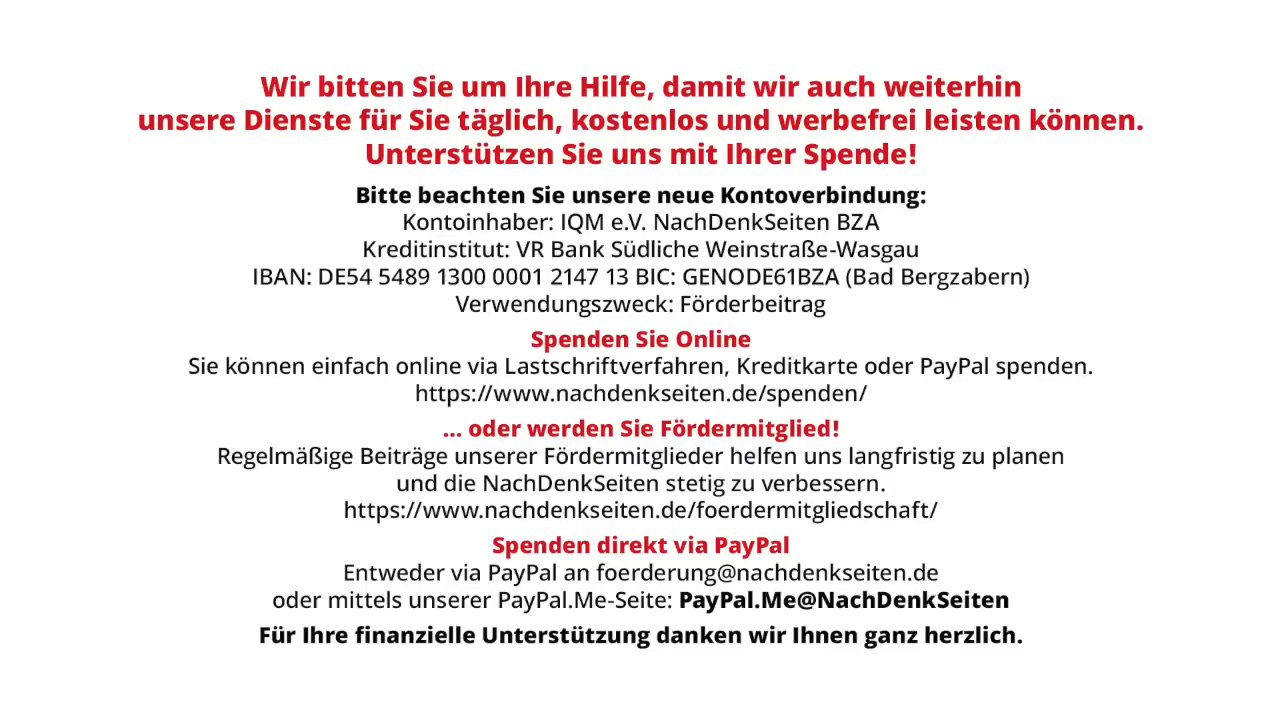 Wir bitten Sie um Ihre Hilfe, damit wir auch weiterhin
unsere Dienste für Sie täglich, kostenlos und werbefrei leisten können.
Unterstützen Sie uns mit Ihrer Spende!
Bitte beachten Sie unsere neue Kontoverbindung:
Kontoinhaber: IQM e.V. NachDenkSeiten BZA
Kreditinstitut: VR Bank Südliche Weinstraße-Wasgau
IBAN: DE54 5489 1300 0001 2147 13 BIC: GENODE61BZA (Bad Bergzabern)
Verwendungszweck: Förderbeitrag
Spenden Sie Online
Sie können einfach online via Lastschriftverfahren, Kreditkarte oder PayPal spenden.
https://www.nachdenkseiten.de/spenden/
... oder werden Sie Fördermitglied!
Regelmäßige Beiträge unserer Fördermitglieder helfen uns langfristig zu planen
und die NachDenkSeiten stetig zu verbessern.
https://www.nachdenkseiten.de/foerdermitgliedschaft/
Spenden direkt via PayPal
Entweder via PayPal an foerderung@nachdenkseiten.de
oder mittels unserer PayPal.Me-Seite: PayPal.Me@NachDenkSeiten
Für Ihre finanzielle Unterstützung danken wir Ihnen ganz herzlich.